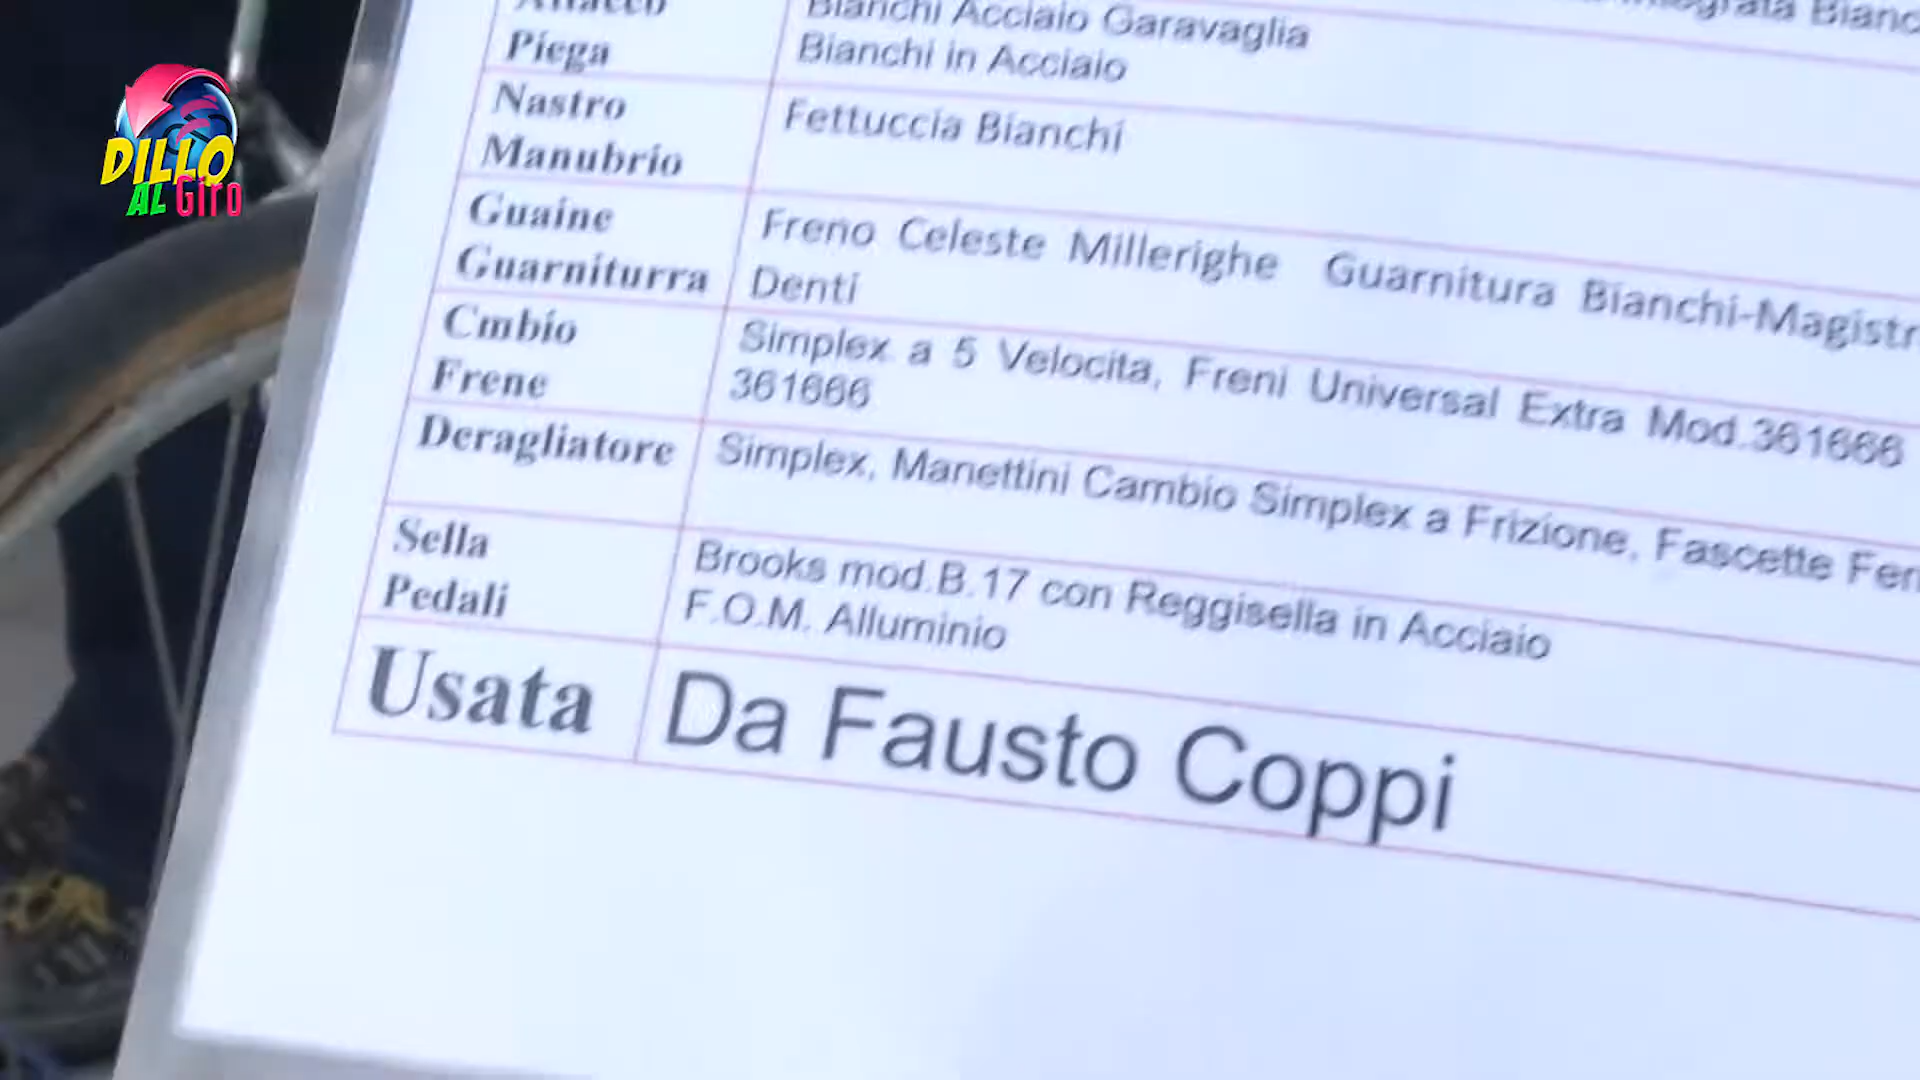 Attacco Bianchi Acciaio Garavaglia
Piega Bianchi in Acciaio
Nastro Fettuccia Bianchi
Manubrio
Guaine Freno Celeste Millerighe Guarnitura Bianchi-Magistr
Guarniturra Denti
Cmbio Simplex a 5 Velocita, Freni Universal Extra Mod.361666
Frene 361666
Deragliatore Simplex, Manettini Cambio Simplex a Frizione, Fascette Fer
Sella Brooks mod.B.17 con Reggisella in Acciaio
Pedali F.O.M. Alluminio
Usata Da Fausto Coppi
DILLO
AL Giro